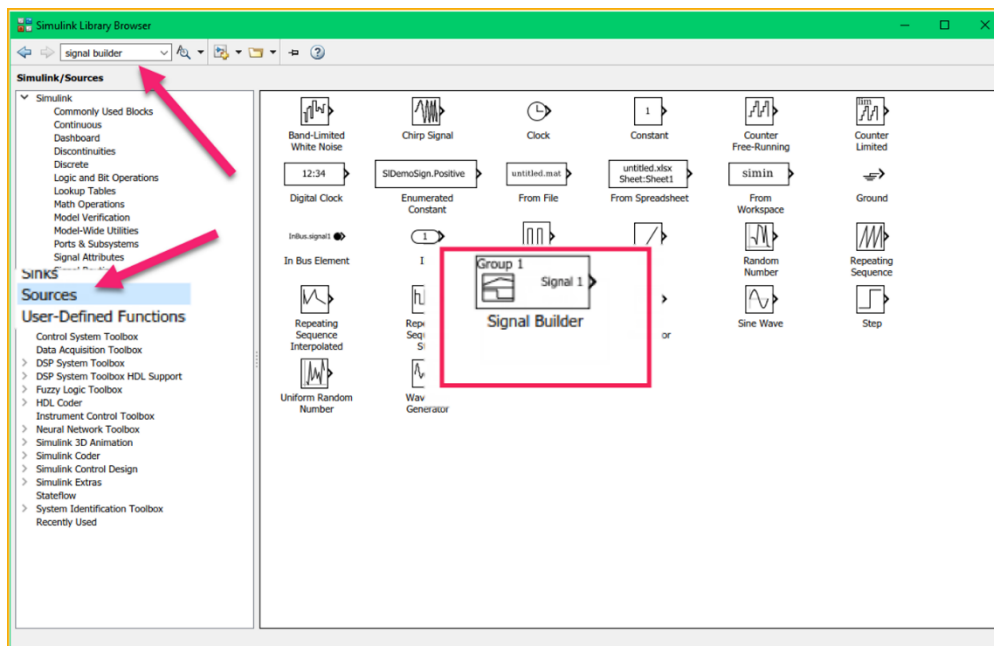 Simulink Library Browser
signal builder
Simulink/Sources
Simulink
Commonly Used Blocks
Continuous
Dashboard
Discontinuities
Discrete
Logic and Bit Operations
Lookup Tables
Math Operations
Model Verification
Model-Wide Utilities
Ports & Subsystems
Signal Attributes
Sinks
Sources
User-Defined Functions
Control System Toolbox
Data Acquisition Toolbox
DSP System Toolbox
DSP System Toolbox HDL Support
Fuzzy Logic Toolbox
HDL Coder
Instrument Control Toolbox
Neural Network Toolbox
Simulink 3D Animation
Simulink Coder
Simulink Control Design
Simulink Extras
Stateflow
System Identification Toolbox
Recently Used
Band-Limited
White Noise
Chirp Signal
Clock
1
Constant
Counter
Free-Running
lim
Counter
Limited
12:34
Digital Clock
SlDemoSign.Positive
Enumerated
Constant
untitled.mat
From File
untitled.xlsx
Sheet:Sheet1
From Spreadsheet
simin
From
Workspace
Ground
InBus.signal1
In Bus Element
1
I
Random
Number
Repeating
Sequence
Group 1
Signal 1
Signal Builder
Repeating
Sequence
Interpolated
Rep
Seq
S
or
Sine Wave
Step
Uniform Random
Number
Wav
Generator